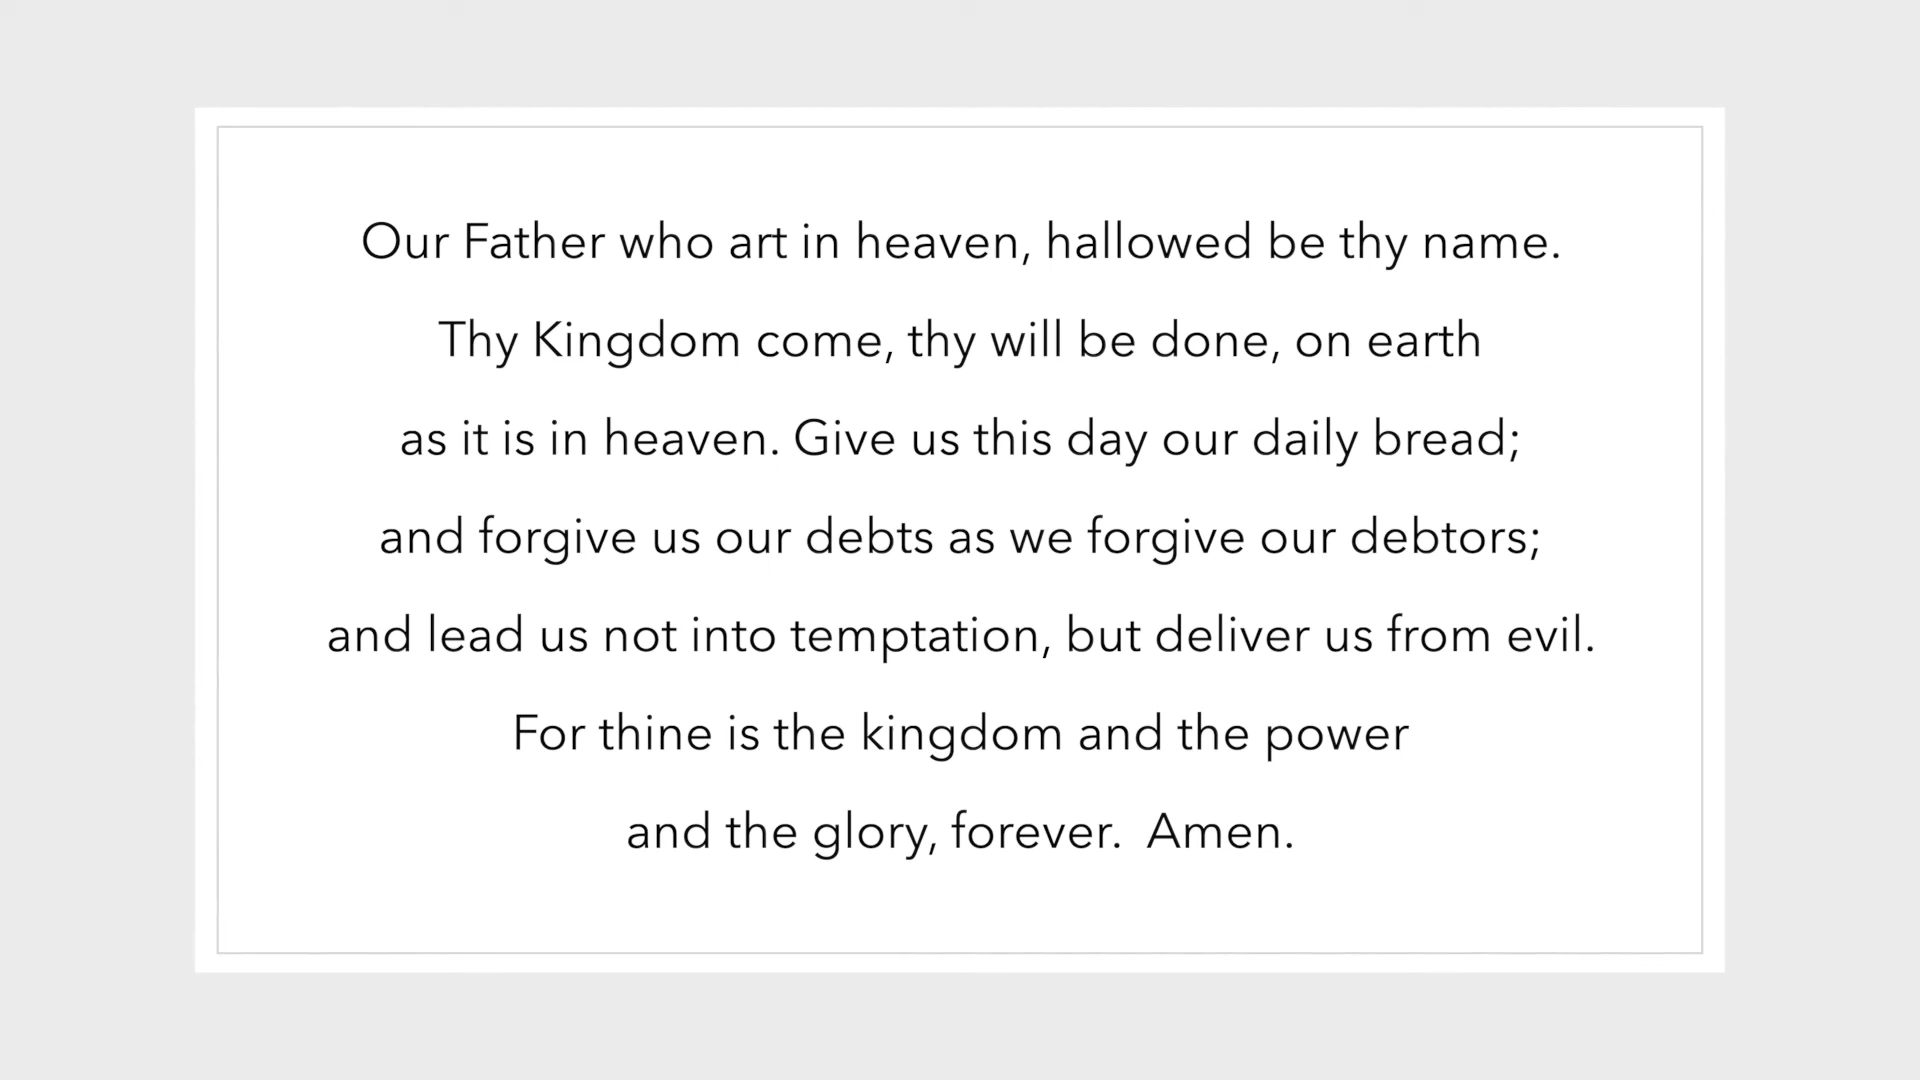 Our Father who art in heaven, hallowed be thy name.
Thy Kingdom come, thy will be done, on earth
as it is in heaven. Give us this day our daily bread;
and forgive us our debts as we forgive our debtors;
and lead us not into temptation, but deliver us from evil.
For thine is the kingdom and the power
and the glory, forever.  Amen.